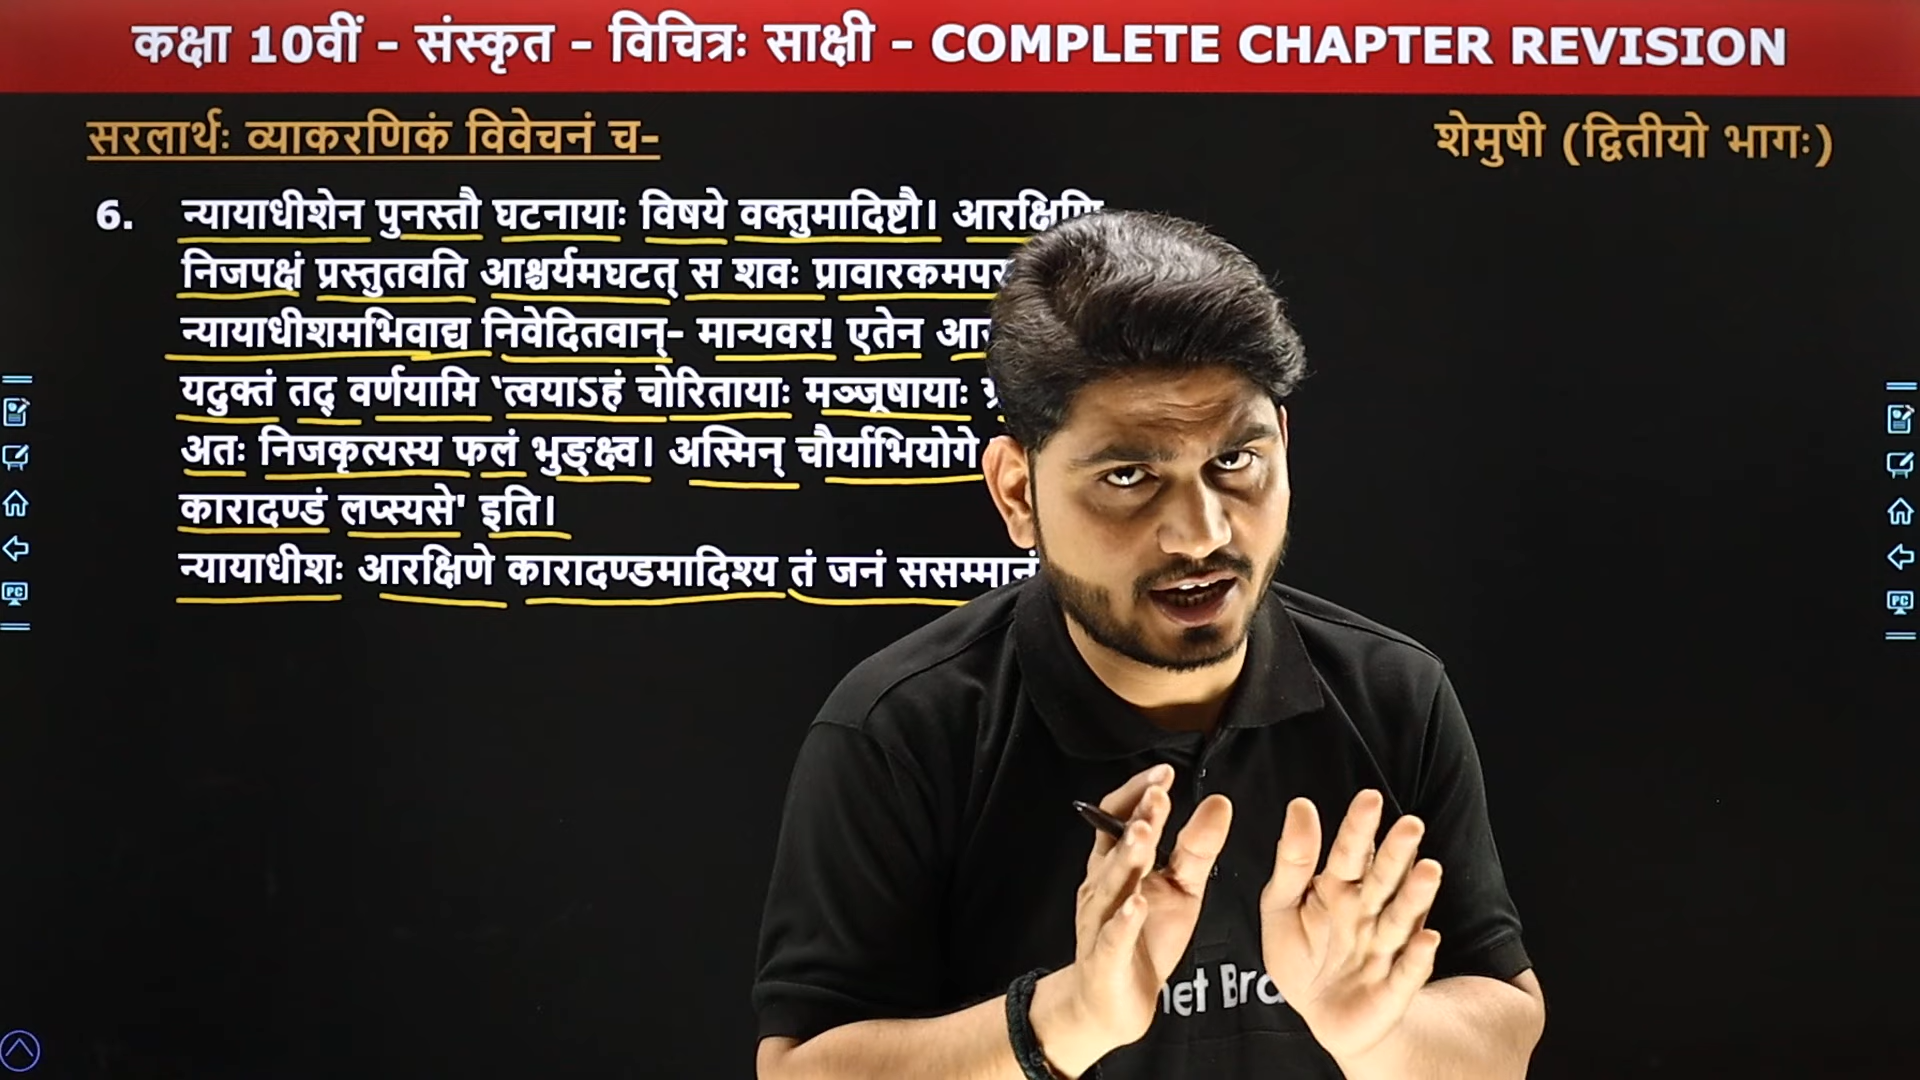 कक्षा 10वीं - संस्कृत - विचित्रः साक्षी - COMPLETE CHAPTER REVISION
सरलार्थः व्याकरणिकं विवेचनं च-
शेमुषी (द्वितीयो भागः)
6. न्यायाधीशेन पुनस्तौ घटनायाः विषये वक्तुमादिष्टौ। आरक्षिणि
निजपक्षं प्रस्तुतवति आश्चर्यमघटत् स शवः
न्यायाधीशमभिवाद्य निवेदितवान्- मान्यवर! एतेन
यदुक्तं तद् वर्णयामि 'त्वयाऽहं चोरितायाः मञ्जूषायाः
अतः निजकृत्यस्य फलं भुङ्क्ष्व। अस्मिन् चौर्याभियोगे
कारादण्डं लप्स्यसे' इति।
न्यायाधीशः आरक्षिणे कारादण्डमादिश्य तं जनं ससम्मानं
PC
PC